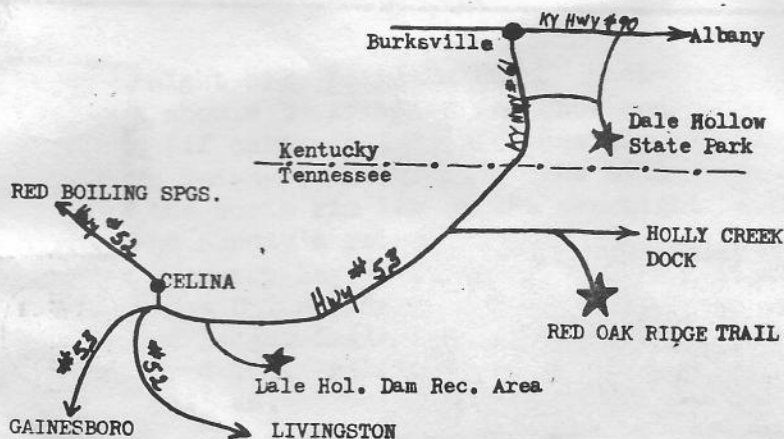 KY HWY #90
Burksville
Albany
KY HWY #61
Dale Hollow
State Park
Kentucky
Tennessee
RED BOILING SPGS.
Hwy #52
HOLLY CREEK
DOCK
CELINA
Hwy #53
RED OAK RIDGE TRAIL
#53
#52
Dale Hol. Dam Rec. Area
GAINESBORO
LIVINGSTON